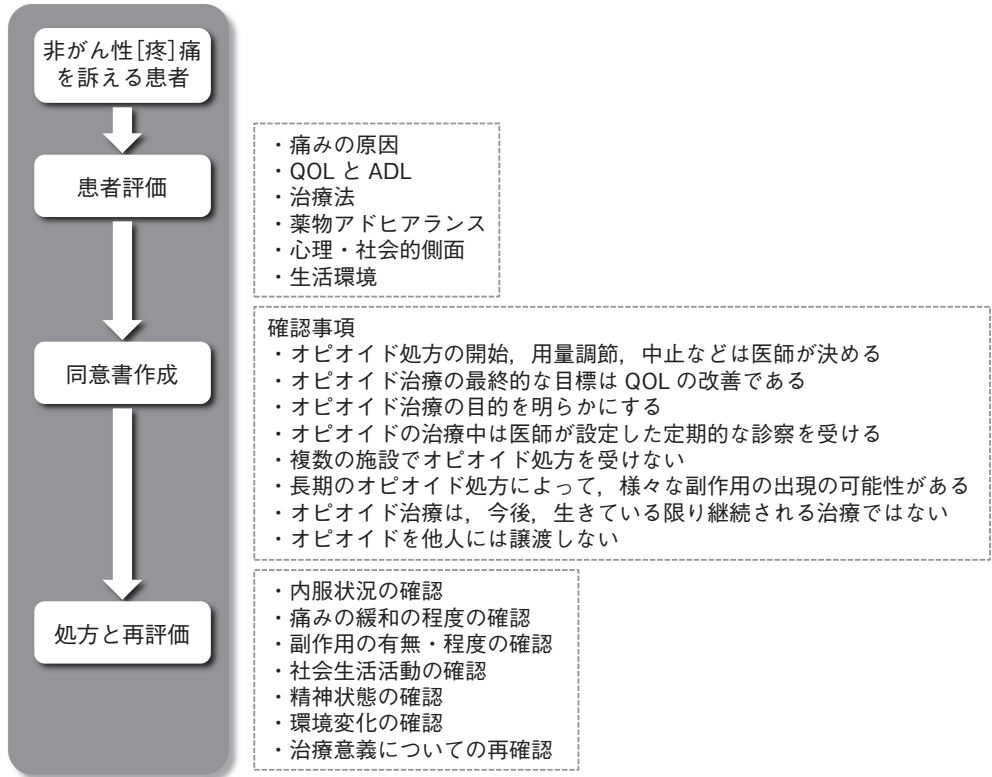 非がん性[疼]痛
を訴える患者
患者評価
・痛みの原因
・QOL と ADL
・治療法
・薬物アドヒアランス
・心理・社会的側面
・生活環境
同意書作成
確認事項
・オピオイド処方の開始，用量調節，中止などは医師が決める
・オピオイド治療の最終的な目標は QOL の改善である
・オピオイド治療の目的を明らかにする
・オピオイドの治療中は医師が設定した定期的な診察を受ける
・複数の施設でオピオイド処方を受けない
・長期のオピオイド処方によって，様々な副作用の出現の可能性がある
・オピオイド治療は，今後，生きている限り継続される治療ではない
・オピオイドを他人には譲渡しない
処方と再評価
・内服状況の確認
・痛みの緩和の程度の確認
・副作用の有無・程度の確認
・社会生活活動の確認
・精神状態の確認
・環境変化の確認
・治療意義についての再確認